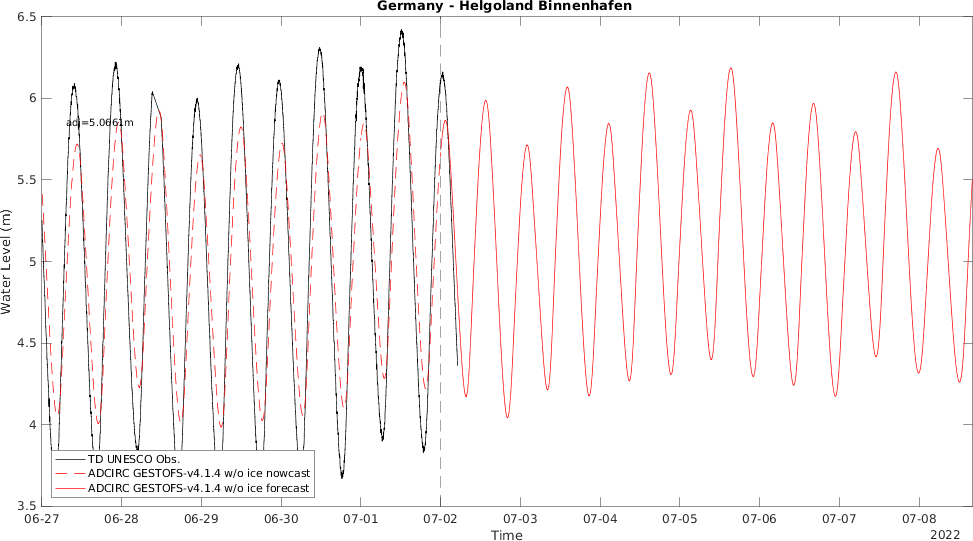 Germany - Helgoland Binnenhafen
6.5
6
5.5
5
4.5
4
3.5
Water Level (m)
adj=5.0661m
TD UNESCO Obs.
ADCIRC GESTOFS-v4.1.4 w/o ice nowcast
ADCIRC GESTOFS-v4.1.4 w/o ice forecast
06-27 06-28 06-29 06-30 07-01 07-02 07-03 07-04 07-05 07-06 07-07 07-08
Time
2022